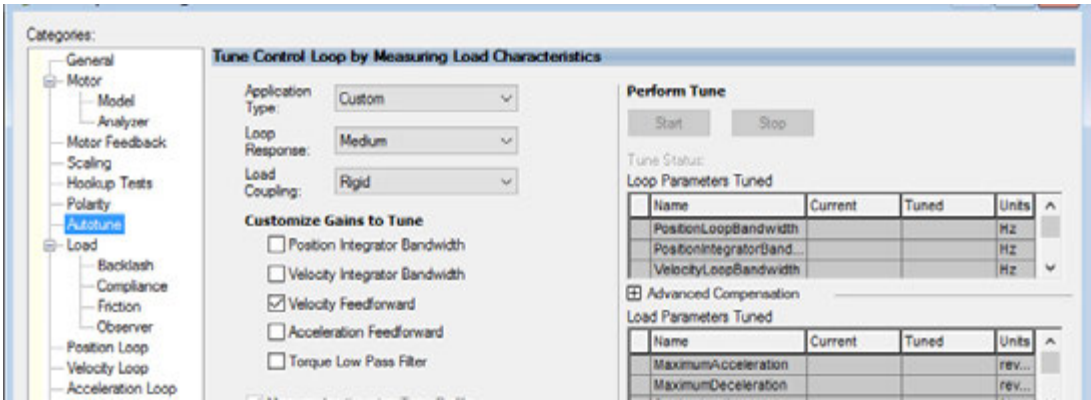 Categories:
General
Motor
Model
Analyzer
Motor Feedback
Scaling
Hookup Tests
Polarity
Autotune
Load
Backlash
Compliance
Friction
Observer
Position Loop
Velocity Loop
Acceleration Loop
Tune Control Loop by Measuring Load Characteristics
Application Type: Custom
Loop Response: Medium
Load Coupling: Rigid
Customize Gains to Tune
Position Integrator Bandwidth
Velocity Integrator Bandwidth
Velocity Feedforward
Acceleration Feedforward
Torque Low Pass Filter
Perform Tune
Start Stop
Tune Status:
Loop Parameters Tuned
Name Current Tuned Units
PositionLoopBandwidth Hz
PositionIntegratorBand... Hz
VelocityLoopBandwidth Hz
Advanced Compensation
Load Parameters Tuned
Name Current Tuned Units
MaximumAcceleration rev...
MaximumDeceleration rev...